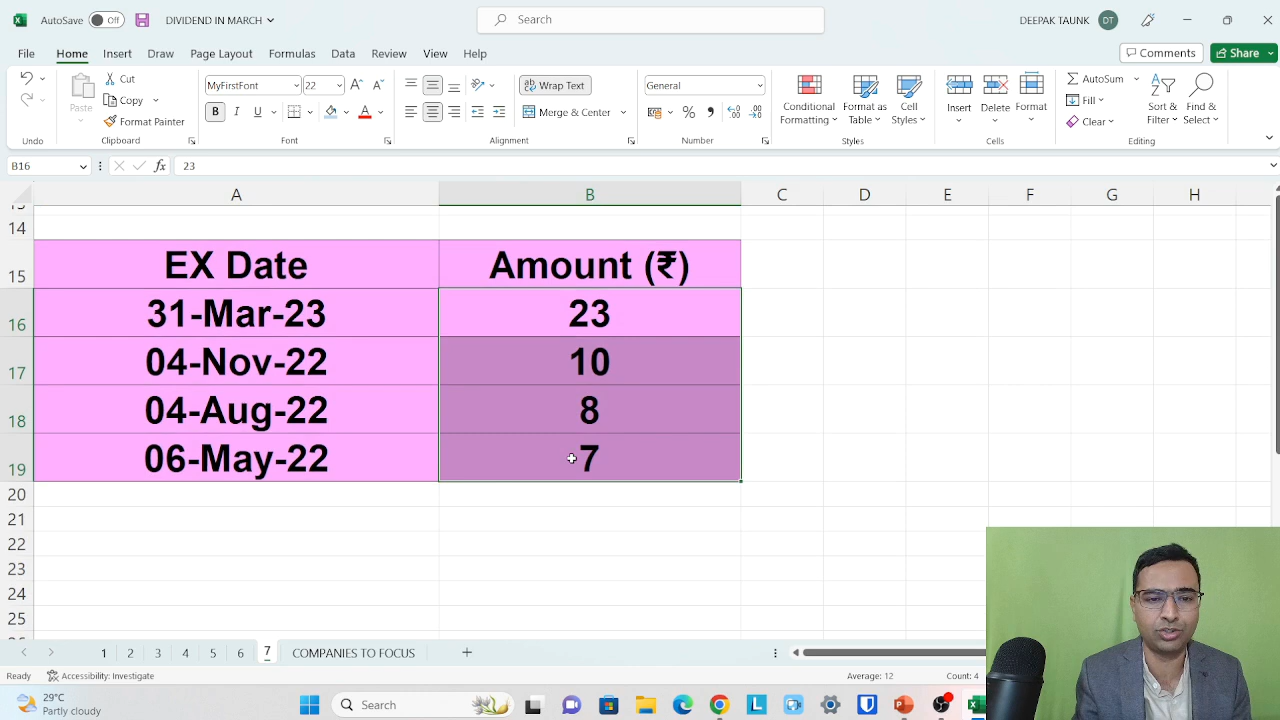 AutoSave Off DIVIDEND IN MARCH Search DEEPAK TAUNK DT
File Home Insert Draw Page Layout Formulas Data Review View Help Comments Share
Cut
Copy
Format Painter
Paste
MyFirstFont 22 A A
B I U A
Wrap Text
Merge & Center
General
%
Conditional Formatting Format as Table Cell Styles
Insert Delete Format
AutoSum
Fill
Clear
Sort & Filter Find & Select
Undo Clipboard Font Alignment Number Styles Cells Editing
B16 fx 23
A B C D E F G H
14
15 EX Date Amount (₹)
16 31-Mar-23 23
17 04-Nov-22 10
18 04-Aug-22 8
19 06-May-22 7
20
21
22
23
24
25
1 2 3 4 5 6 7 COMPANIES TO FOCUS
Ready Accessibility: Investigate Average: 12 Count: 4
29°C
Partly cloudy
Search